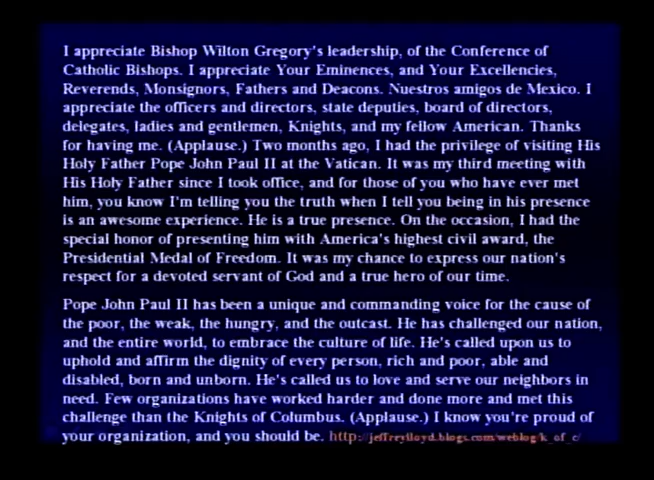 I appreciate Bishop Wilton Gregory's leadership, of the Conference of
Catholic Bishops. I appreciate Your Eminences, and Your Excellencies,
Reverends, Monsignors, Fathers and Deacons. Nuestros amigos de Mexico. I
appreciate the officers and directors, state deputies, board of directors,
delegates, ladies and gentlemen, Knights, and my fellow American. Thanks
for having me. (Applause.) Two months ago, I had the privilege of visiting His
Holy Father Pope John Paul II at the Vatican. It was my third meeting with
His Holy Father since I took office, and for those of you who have ever met
him, you know I'm telling you the truth when I tell you being in his presence
is an awesome experience. He is a true presence. On the occasion, I had the
special honor of presenting him with America's highest civil award, the
Presidential Medal of Freedom. It was my chance to express our nation's
respect for a devoted servant of God and a true hero of our time.
Pope John Paul II has been a unique and commanding voice for the cause of
the poor, the weak, the hungry, and the outcast. He has challenged our nation,
and the entire world, to embrace the culture of life. He's called upon us to
uphold and affirm the dignity of every person, rich and poor, able and
disabled, born and unborn. He's called us to love and serve our neighbors in
need. Few organizations have worked harder and done more and met this
challenge than the Knights of Columbus. (Applause.) I know you're proud of
your organization, and you should be. http://jeffreylloyd.blogs.com/weblog/k_of_c/